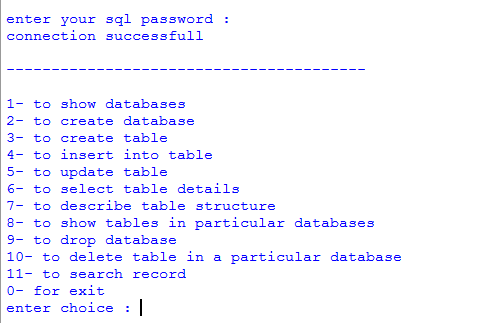 enter your sql password :
connection successfull
----------------------------------------
1- to show databases
2- to create database
3- to create table
4- to insert into table
5- to update table
6- to select table details
7- to describe table structure
8- to show tables in particular databases
9- to drop database
10- to delete table in a particular database
11- to search record
0- for exit
enter choice :